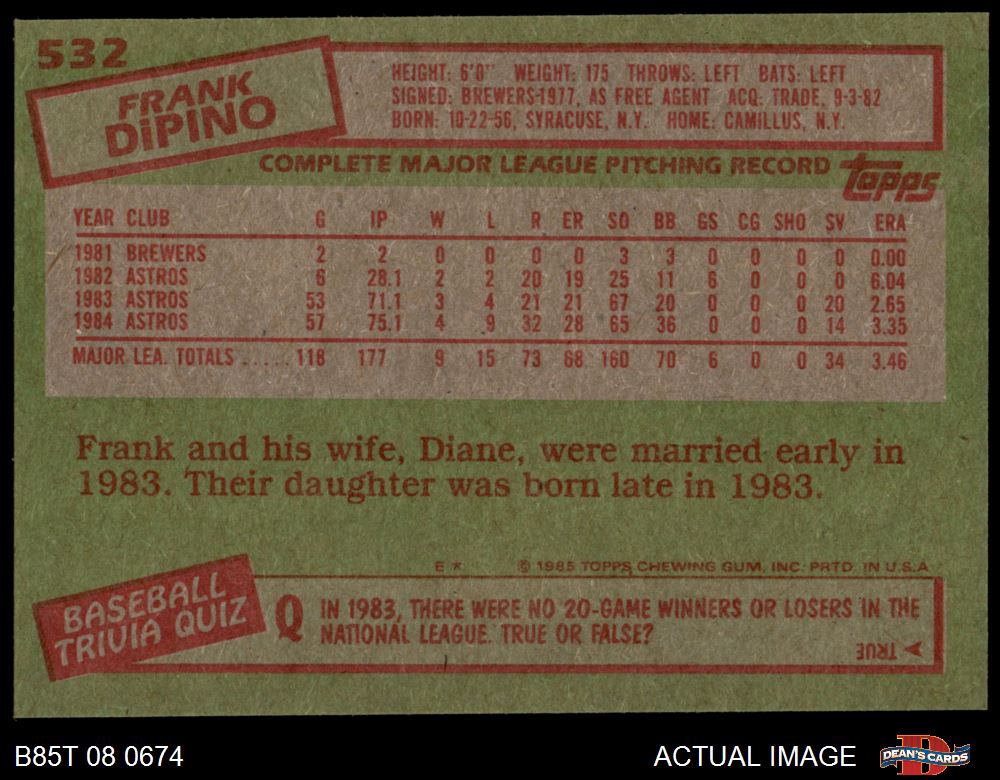 532
FRANK
DiPINO
HEIGHT: 6'0" WEIGHT: 175 THROWS: LEFT BATS: LEFT
SIGNED: BREWERS-1977, AS FREE AGENT ACQ: TRADE, 9-3-82
BORN: 10-22-56, SYRACUSE, N.Y. HOME: CAMILLUS, N.Y.
COMPLETE MAJOR LEAGUE PITCHING RECORD Topps
YEAR CLUB G IP W L R ER SO BB GS CG SHO SV ERA
1981 BREWERS 2 2 0 0 0 0 3 3 0 0 0 0 0.00
1982 ASTROS 6 28.1 2 2 20 19 25 11 6 0 0 0 6.04
1983 ASTROS 53 71.1 3 4 21 21 67 20 0 0 0 20 2.65
1984 ASTROS 57 75.1 4 9 32 28 65 36 0 0 0 14 3.35
MAJOR LEA. TOTALS ..... 118 177 9 15 73 68 160 70 6 0 0 34 3.46
Frank and his wife, Diane, were married early in
1983. Their daughter was born late in 1983.
E * © 1985 TOPPS CHEWING GUM, INC. PRTD. IN U.S.A.
BASEBALL
TRIVIA QUIZ
Q IN 1983, THERE WERE NO 20-GAME WINNERS OR LOSERS IN THE
NATIONAL LEAGUE. TRUE OR FALSE?
TRUE
B85T 08 0674
ACTUAL IMAGE
DEAN'S CARDS